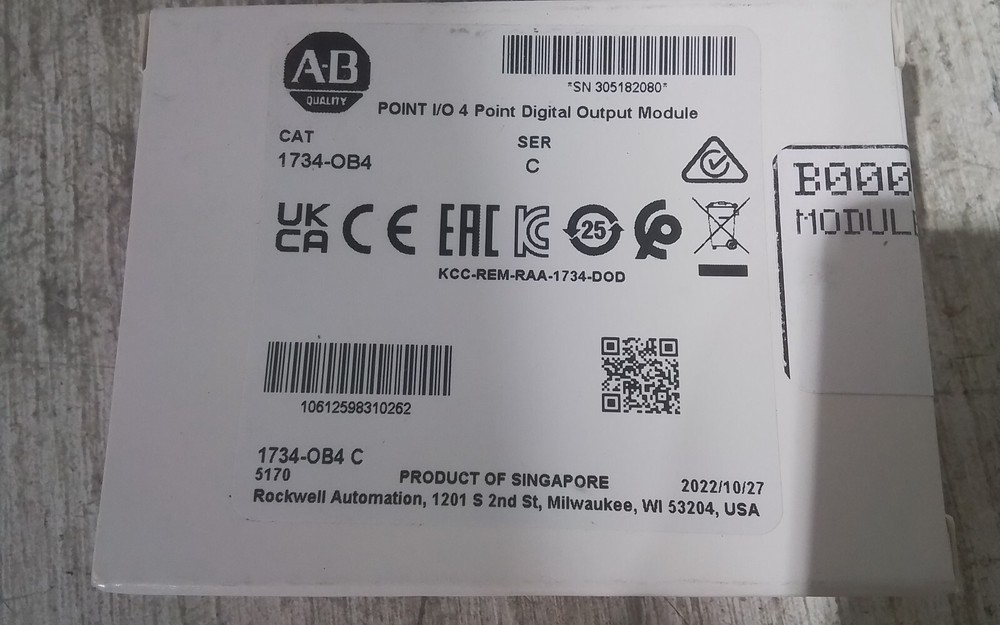 A-B
QUALITY
*SN 305182080*
POINT I/O 4 Point Digital Output Module
CAT
1734-OB4
SER
C
UK
CA CE EAC KC 25
KCC-REM-RAA-1734-DOD
10612598310262
1734-OB4 C
5170
PRODUCT OF SINGAPORE
2022/10/27
Rockwell Automation, 1201 S 2nd St, Milwaukee, WI 53204, USA
B000
MODUL